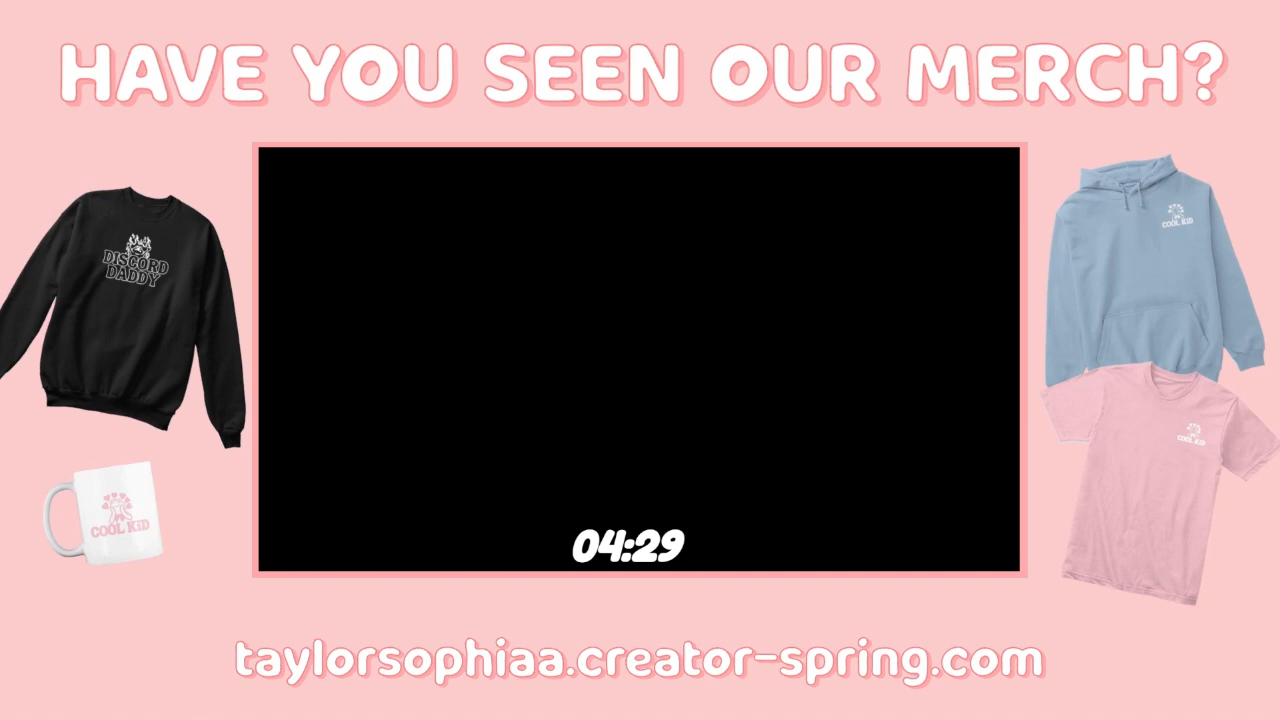 HAVE YOU SEEN OUR MERCH?
DISCORD
DADDY
COOL KID
COOL KID
COOL KID
04:29
taylorsophiaa.creator-spring.com